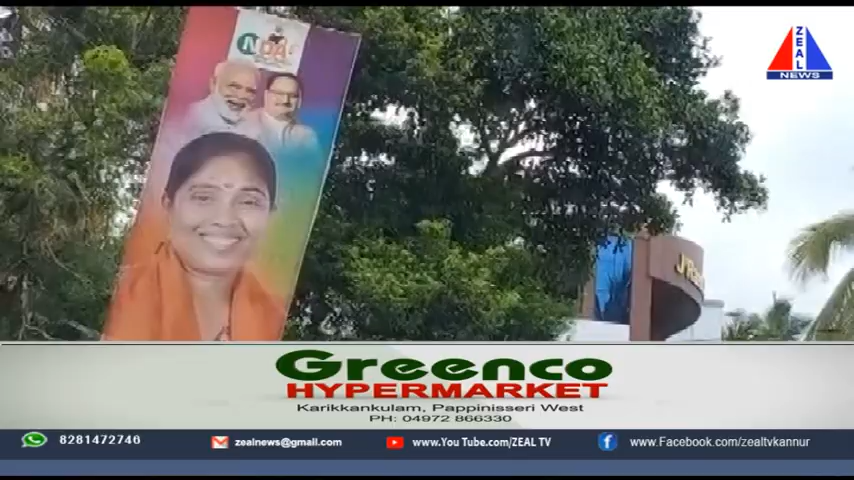 NDA
ZEAL
NEWS
Greenco
HYPERMARKET
Karikkankulam, Pappinisseri West
PH: 04972 866330
8281472746
zealnews@gmail.com
www.You Tube.com/ZEAL TV
www.Facebook.com/zealtvkannur